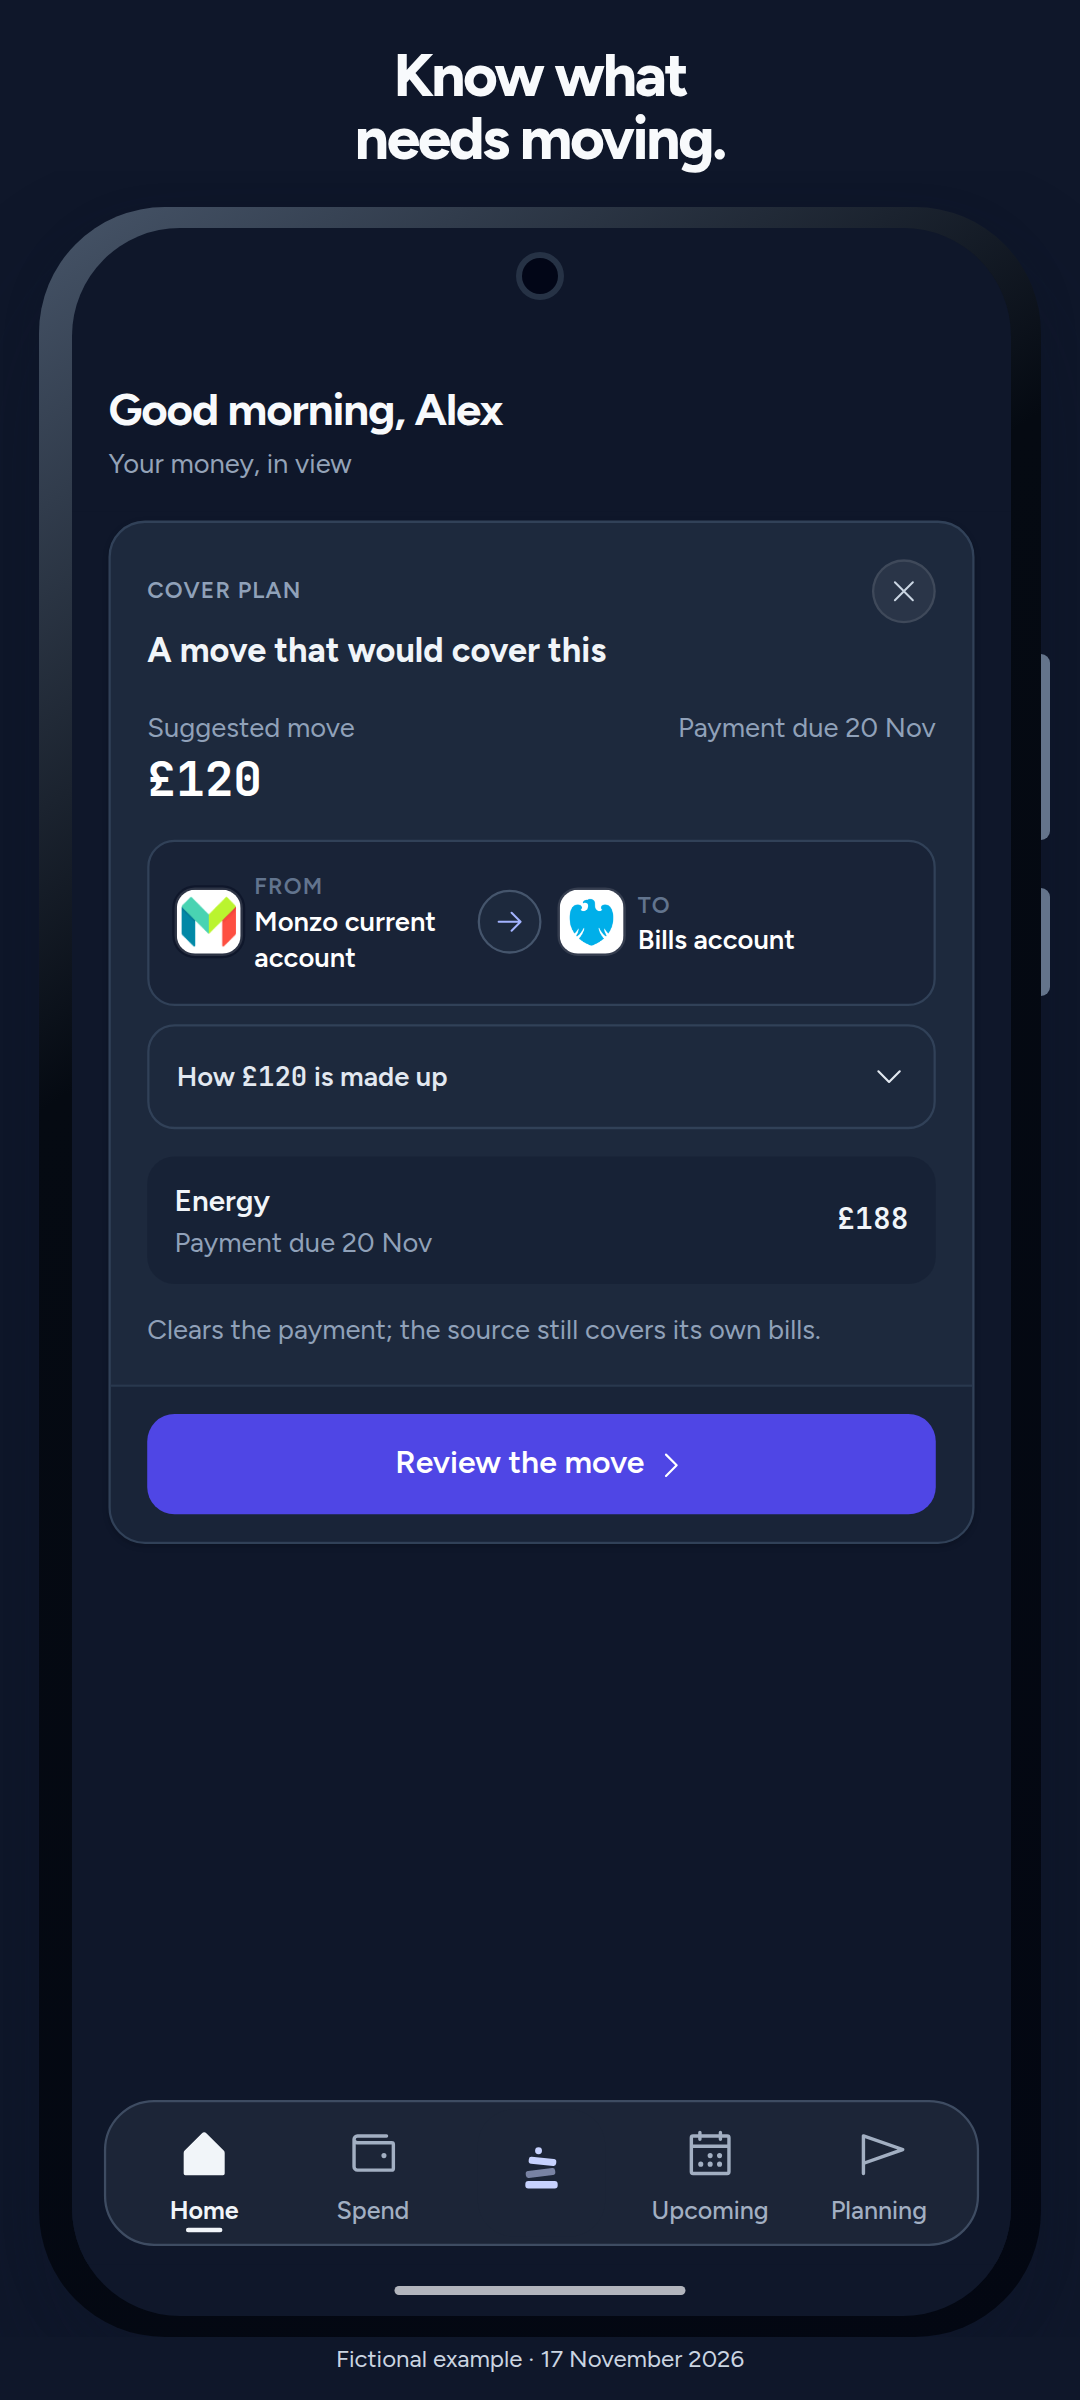 Know what
needs moving.
Good morning, Alex
Your money, in view
COVER PLAN
A move that would cover this
Suggested move
Payment due 20 Nov
£120
FROM
Monzo current
account
TO
Bills account
How £120 is made up
Energy
Payment due 20 Nov
£188
Clears the payment; the source still covers its own bills.
Review the move
Home
Spend
Upcoming
Planning
Fictional example · 17 November 2026